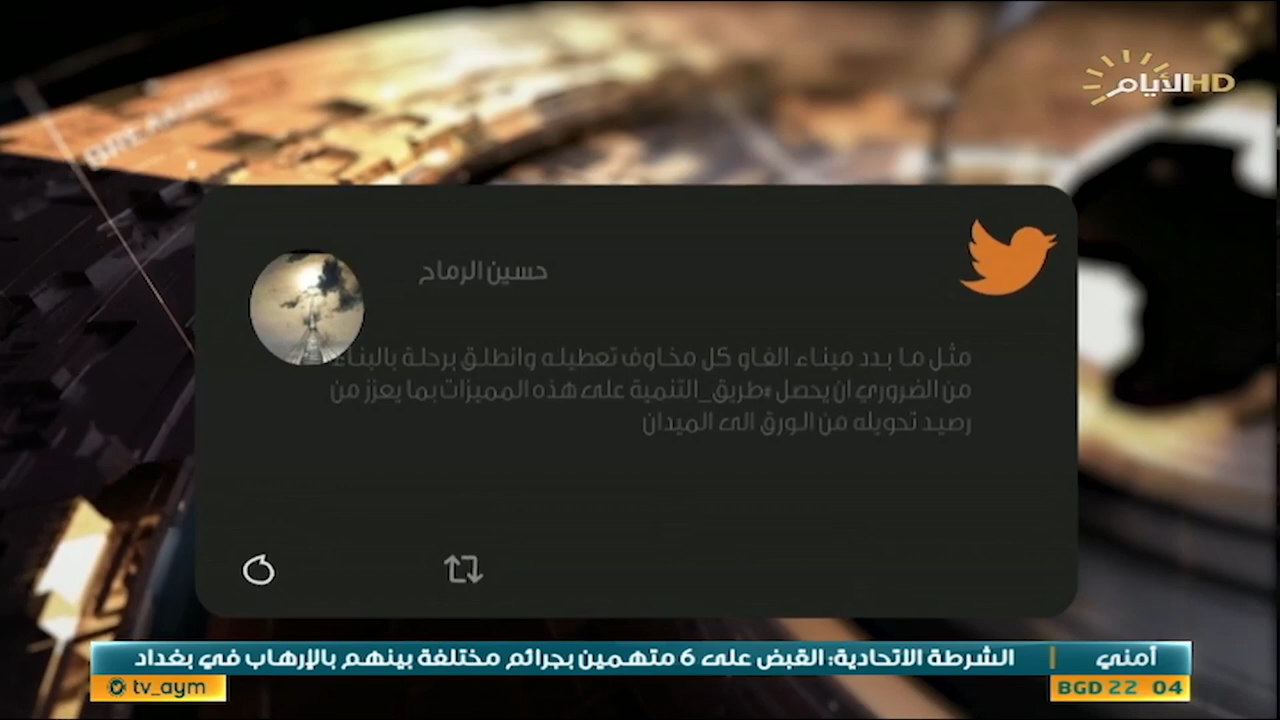 الأيام HD
حسين الرماح
مثل ما بدد ميناء الفاو كل مخاوف تعطيله وانطلق برحلة بالبناء
من الضروري ان يحصل #طريق_التنمية على هذه المميزات بما يعزز من
رصيد تحويله من الورق الى الميدان
أمني | الشرطة الاتحادية: القبض على 6 متهمين بجرائم مختلفة بينهم بالإرهاب في بغداد
BGD 22 04
tv_aym